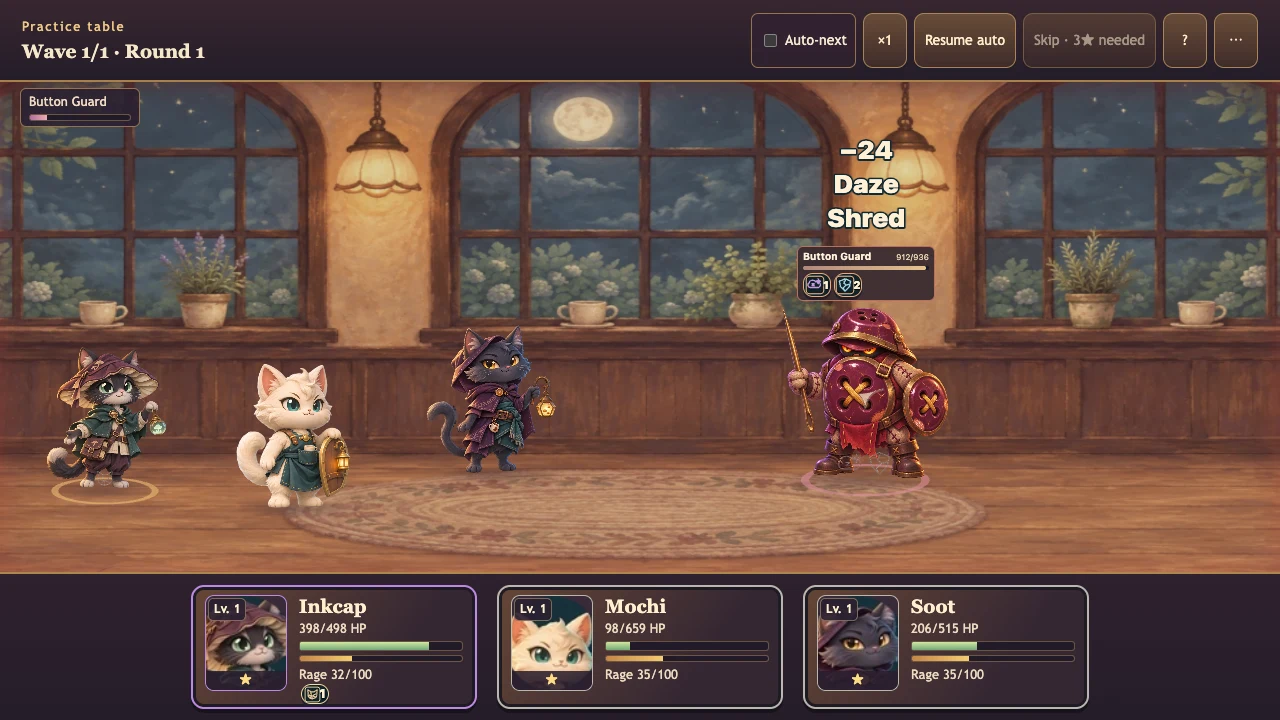 Practice table
Wave 1/1 · Round 1
Auto-next
×1
Resume auto
Skip · 3★ needed
?
···
Button Guard
−24
Daze
Shred
Button Guard 912/936
1 2
Lv. 1
Inkcap
398/498 HP
Rage 32/100
1
Lv. 1
Mochi
98/659 HP
Rage 35/100
Lv. 1
Soot
206/515 HP
Rage 35/100